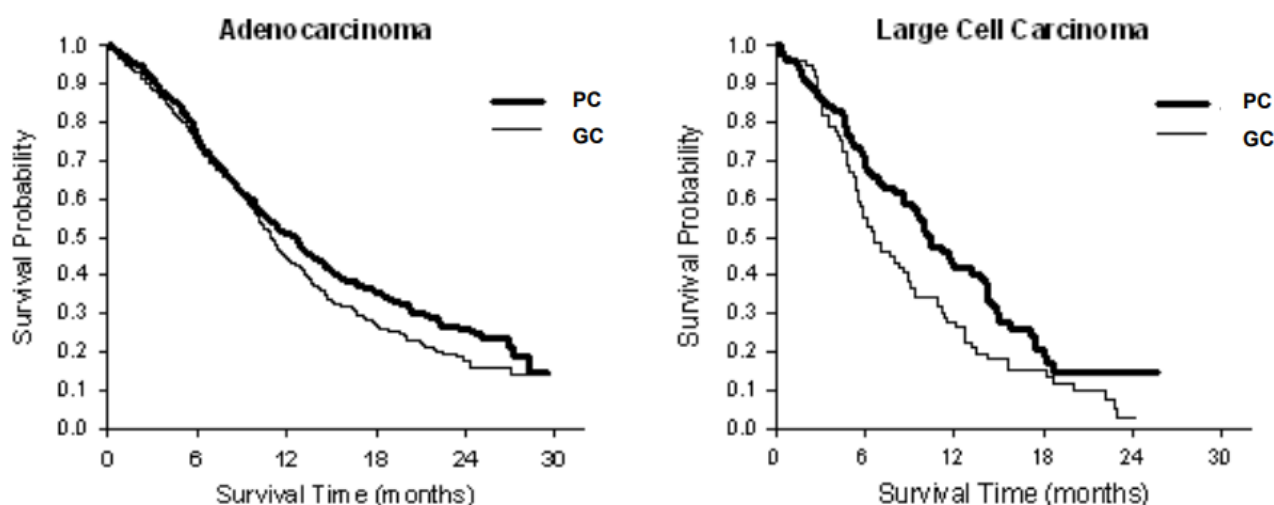 Adenocarcinoma
Survival Probability
1.0
0.9
0.8
0.7
0.6
0.5
0.4
0.3
0.2
0.1
0.0
0 6 12 18 24 30
Survival Time (months)
PC
GC
Large Cell Carcinoma
Survival Probability
1.0
0.9
0.8
0.7
0.6
0.5
0.4
0.3
0.2
0.1
0.0
0 6 12 18 24 30
Survival Time (months)
PC
GC